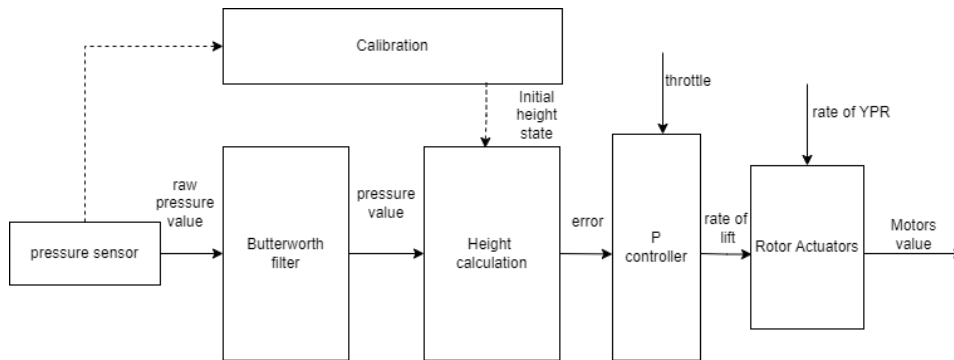 Calibration
throttle
Initial
height
state
rate of YPR
raw
pressure
value
pressure
value
pressure sensor
Butterworth
filter
Height
calculation
error
P
controller
rate of
lift
Rotor Actuators
Motors
value